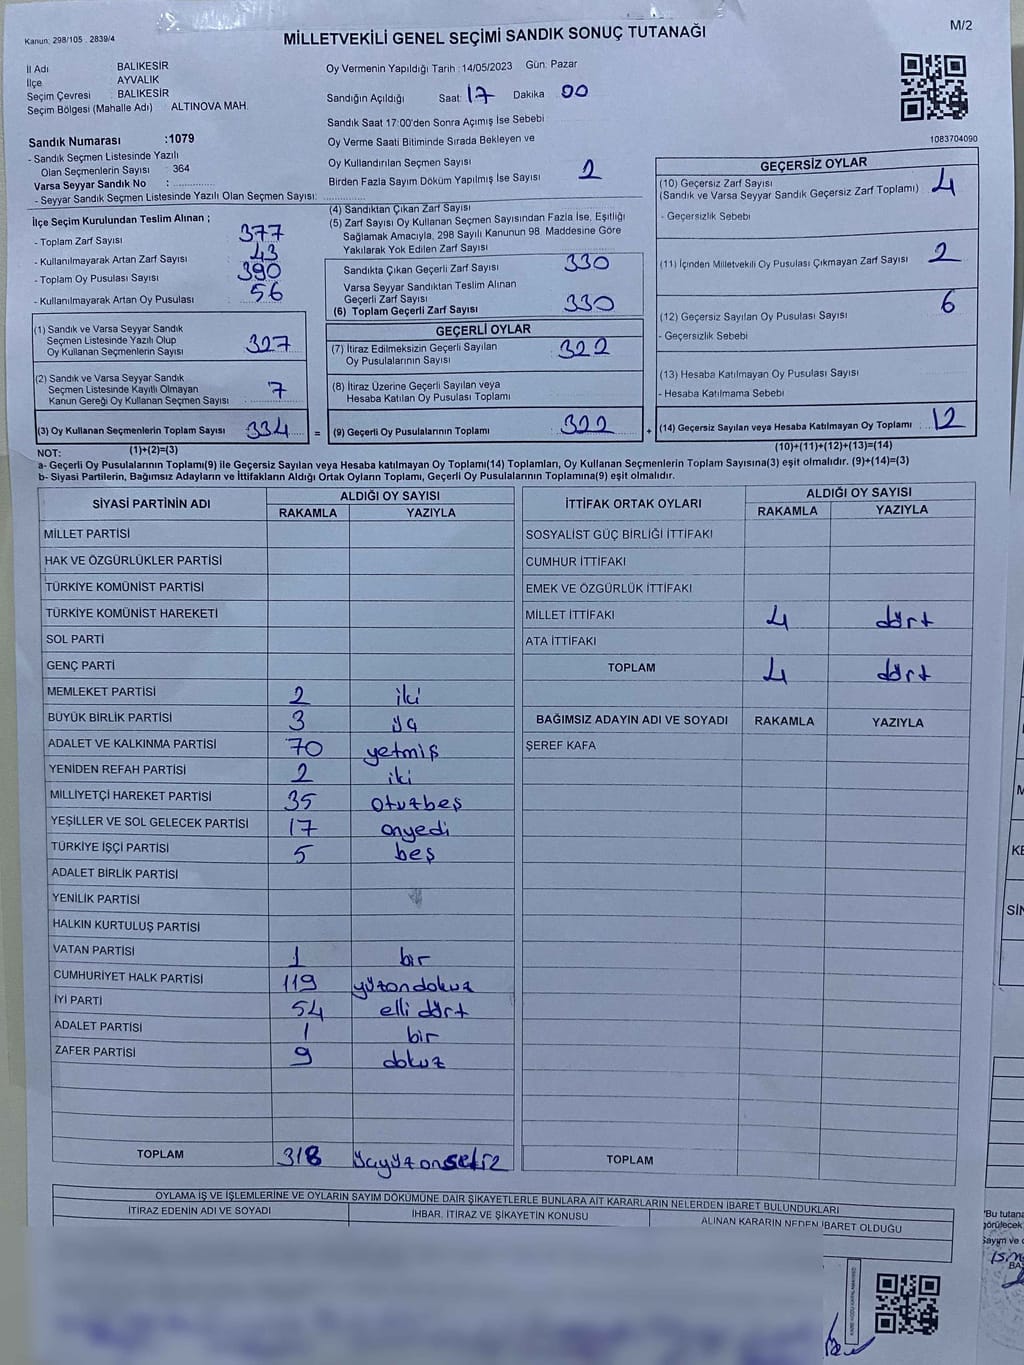 Kanun: 298/105 . 2839/4
MİLLETVEKİLİ GENEL SEÇİMİ SANDIK SONUÇ TUTANAĞI
M/2
İl Adı BALIKESİR
İlçe AYVALIK
Seçim Çevresi : BALIKESİR
Seçim Bölgesi (Mahalle Adı) ALTINOVA MAH.
Sandık Numarası :1079
- Sandık Seçmen Listesinde Yazılı
Olan Seçmenlerin Sayısı : 364
Varsa Seyyar Sandık No :
- Seyyar Sandık Seçmen Listesinde Yazılı Olan Seçmen Sayısı:
Oy Vermenin Yapıldığı Tarih :14/05/2023 Gün: Pazar
Sandığın Açıldığı Saat: 17 Dakika 00
Sandık Saat 17:00'den Sonra Açımış İse Sebebi
Oy Verme Saati Bitiminde Sırada Bekleyen ve
Oy Kullandırılan Seçmen Sayısı 2
Birden Fazla Sayım Döküm Yapılmış İse Sayısı
1083704090
İlçe Seçim Kurulundan Teslim Alınan ;
- Toplam Zarf Sayısı 377
- Kullanılmayarak Artan Zarf Sayısı 43
- Toplam Oy Pusulası Sayısı 390
- Kullanılmayarak Artan Oy Pusulası 56
(1) Sandık ve Varsa Seyyar Sandık
Seçmen Listesinde Yazılı Olup
Oy Kullanan Seçmenlerin Sayısı 327
(2) Sandık ve Varsa Seyyar Sandık
Seçmen Listesinde Kayıtlı Olmayan
Kanun Gereği Oy Kullanan Seçmen Sayısı 7
(3) Oy Kullanan Seçmenlerin Toplam Sayısı 334 =
(1)+(2)=(3)
(4) Sandıktan Çıkan Zarf Sayısı
(5) Zarf Sayısı Oy Kullanan Seçmen Sayısından Fazla İse, Eşitliği
Sağlamak Amacıyla, 298 Sayılı Kanunun 98. Maddesine Göre
Yakılarak Yok Edilen Zarf Sayısı
Sandıkta Çıkan Geçerli Zarf Sayısı 330
Varsa Seyyar Sandıktan Teslim Alınan
Geçerli Zarf Sayısı
(6) Toplam Geçerli Zarf Sayısı 330
GEÇERLİ OYLAR
(7) İtiraz Edilmeksizin Geçerli Sayılan
Oy Pusulalarının Sayısı 322
(8) İtiraz Üzerine Geçerli Sayılan veya
Hesaba Katılan Oy Pusulası Toplamı
(9) Geçerli Oy Pusulalarının Toplamı 322 +
GEÇERSİZ OYLAR
(10) Geçersiz Zarf Sayısı
(Sandık ve Varsa Seyyar Sandık Geçersiz Zarf Toplamı) 4
- Geçersizlik Sebebi
(11) İçinden Milletvekili Oy Pusulası Çıkmayan Zarf Sayısı 2
(12) Geçersiz Sayılan Oy Pusulası Sayısı 6
- Geçersizlik Sebebi
(13) Hesaba Katılmayan Oy Pusulası Sayısı
- Hesaba Katılmama Sebebi
(14) Geçersiz Sayılan veya Hesaba Katılmayan Oy Toplamı 12
(10)+(11)+(12)+(13)=(14)
NOT:
a- Geçerli Oy Pusulalarının Toplamı(9) ile Geçersiz Sayılan veya Hesaba katılmayan Oy Toplamı(14) Toplamları, Oy Kullanan Seçmenlerin Toplam Sayısına(3) eşit olmalıdır. (9)+(14)=(3)
b- Siyasi Partilerin, Bağımsız Adayların ve İttifakların Aldığı Ortak Oyların Toplamı, Geçerli Oy Pusulalarının Toplamına(9) eşit olmalıdır.
SİYASİ PARTİNİN ADI ALDIĞI OY SAYISI
RAKAMLA YAZIYLA
MİLLET PARTİSİ
HAK VE ÖZGÜRLÜKLER PARTİSİ
TÜRKİYE KOMÜNİST PARTİSİ
TÜRKİYE KOMÜNİST HAREKETİ
SOL PARTİ
GENÇ PARTİ
MEMLEKET PARTİSİ 2 iki
BÜYÜK BİRLİK PARTİSİ 3 üç
ADALET VE KALKINMA PARTİSİ 70 yetmiş
YENİDEN REFAH PARTİSİ 2 iki
MİLLİYETÇİ HAREKET PARTİSİ 35 otuzbeş
YEŞİLLER VE SOL GELECEK PARTİSİ 17 onyedi
TÜRKİYE İŞÇİ PARTİSİ 5 beş
ADALET BİRLİK PARTİSİ
YENİLİK PARTİSİ
HALKIN KURTULUŞ PARTİSİ
VATAN PARTİSİ 1 bir
CUMHURİYET HALK PARTİSİ 119 yüzondokuz
İYİ PARTİ 54 elli dört
ADALET PARTİSİ 1 bir
ZAFER PARTİSİ 9 dokuz
TOPLAM 318 üçyüzonsekiz
İTTİFAK ORTAK OYLARI ALDIĞI OY SAYISI
RAKAMLA YAZIYLA
SOSYALİST GÜÇ BİRLİĞİ İTTİFAKI
CUMHUR İTTİFAKI
EMEK VE ÖZGÜRLÜK İTTİFAKI
MİLLET İTTİFAKI 4 dört
ATA İTTİFAKI
TOPLAM 4 dört
BAĞIMSIZ ADAYIN ADI VE SOYADI RAKAMLA YAZIYLA
ŞEREF KAFA
TOPLAM
OYLAMA İŞ VE İŞLEMLERİNE VE OYLARIN SAYIM DÖKÜMÜNE DAİR ŞİKAYETLERLE BUNLARA AİT KARARLARIN NELERDEN İBARET BULUNDUKLARI
İTİRAZ EDENİN ADI VE SOYADI İHBAR, İTİRAZ VE ŞİKAYETİN KONUSU ALINAN KARARIN NEDEN İBARET OLDUĞU
"Bu tutana
görülecek
Sayım ve